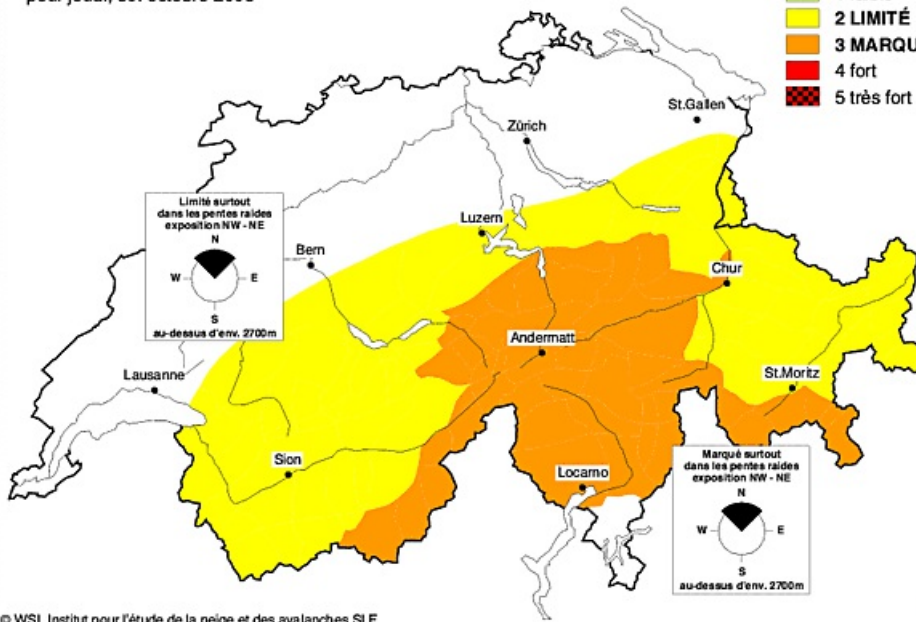 2 LIMITÉ
3 MARQU
4 fort
5 très fort
St.Gallen
Zürich
Limité surtout
dans les pentes raides
exposition NW - NE
N
W
E
S
au-dessus d'env. 2700m
Luzern
Bern
Chur
Andermatt
Lausanne
St.Moritz
Sion
Locarno
Marqué surtout
dans les pentes raides
exposition NW - NE
N
W
E
S
au-dessus d'env. 2700m
© WSL Institut pour l'étude de la neige et des avalanches SLF